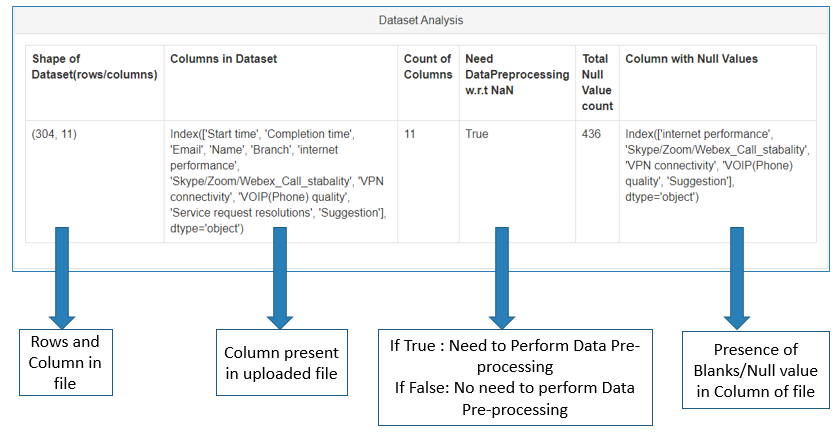 Dataset Analysis
Shape of
Dataset(rows/columns)
Columns in Dataset
Count of
Columns
Need
DataPreprocessing
w.r.t NaN
Total
Null
Value
count
Column with Null Values
(304, 11)
Index(['Start time', 'Completion time',
'Email', 'Name', 'Branch', 'internet
performance',
'Skype/Zoom/Webex_Call_stabality', 'VPN
connectivity', 'VOIP(Phone) quality',
'Service request resolutions', 'Suggestion'],
dtype='object')
11
True
436
Index(['internet performance',
'Skype/Zoom/Webex_Call_stabality',
'VPN connectivity', 'VOIP(Phone)
quality', 'Suggestion'],
dtype='object')
Rows and
Column in
file
Column present
in uploaded file
If True : Need to Perform Data Pre-
processing
If False: No need to perform Data
Pre-processing
Presence of
Blanks/Null value
in Column of file